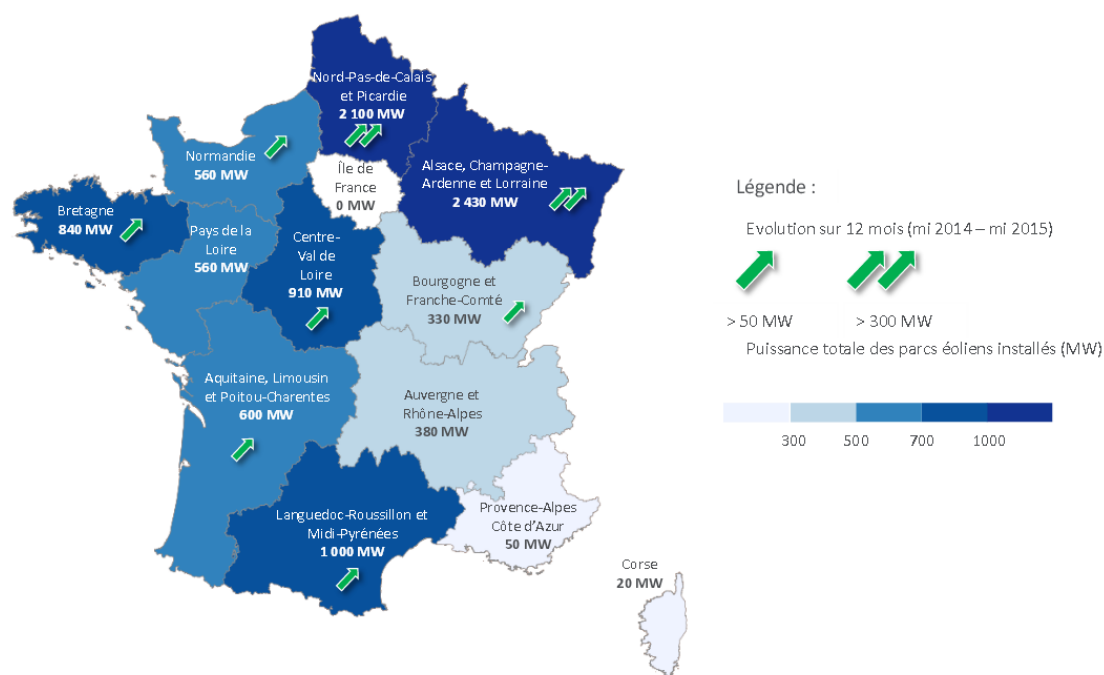 Nord-Pas-de-Calais
et Picardie
2 100 MW
Normandie
560 MW
Île de
France
0 MW
Alsace, Champagne-
Ardenne et Lorraine
2 430 MW
Bretagne
840 MW
Pays de la
Loire
560 MW
Centre-
Val de
Loire
910 MW
Bourgogne et
Franche-Comté
330 MW
Aquitaine, Limousin
et Poitou-Charentes
600 MW
Auvergne et
Rhône-Alpes
380 MW
Languedoc-Roussillon et
Midi-Pyrénées
1 000 MW
Provence-Alpes
Côte d'Azur
50 MW
Corse
20 MW
Légende :
Evolution sur 12 mois (mi 2014 – mi 2015)
> 50 MW
> 300 MW
Puissance totale des parcs éoliens installés (MW)
300 500 700 1000